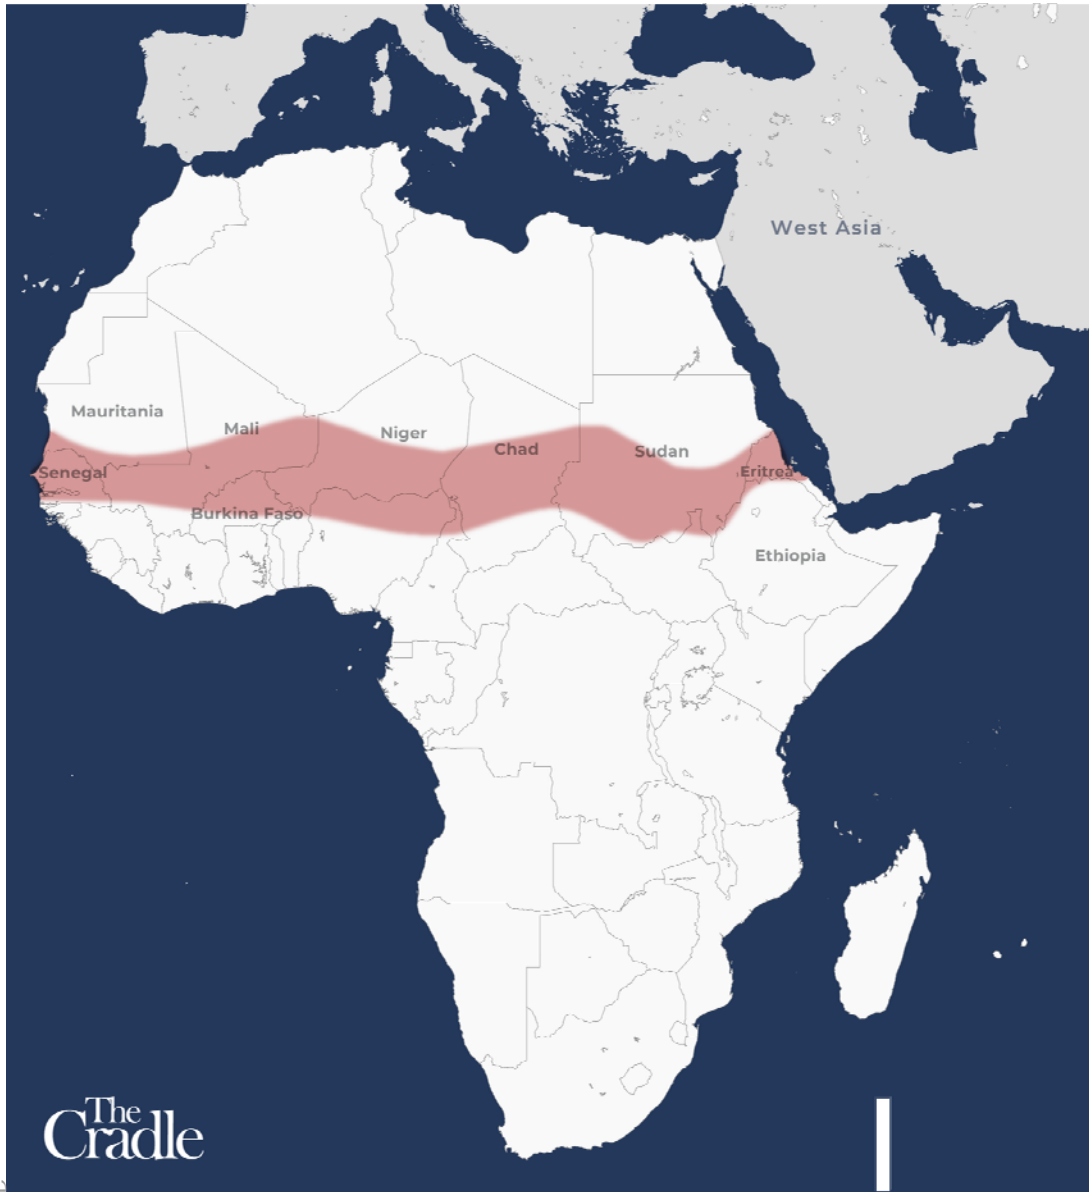 West Asia
Mauritania
Mali
Niger
Chad
Sudan
Senegal
Eritrea
Burkina Faso
Ethiopia
The
Cradle